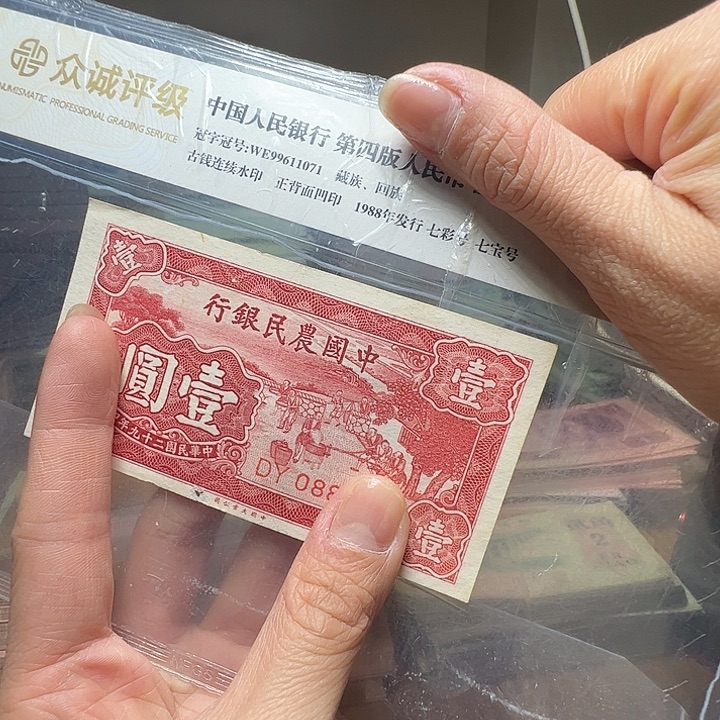 众诚评级
NUMISMATIC PROFESSIONAL GRADING SERVICE
中国人民银行 第四版人民币
冠字冠号:WE99611071 藏族、回族
古钱连续水印 正背面凹印 1988年发行 七彩号 七宝号
行銀民農國中
壹
壹
圓壹
年九十二國民華中
DY 088
壹
2